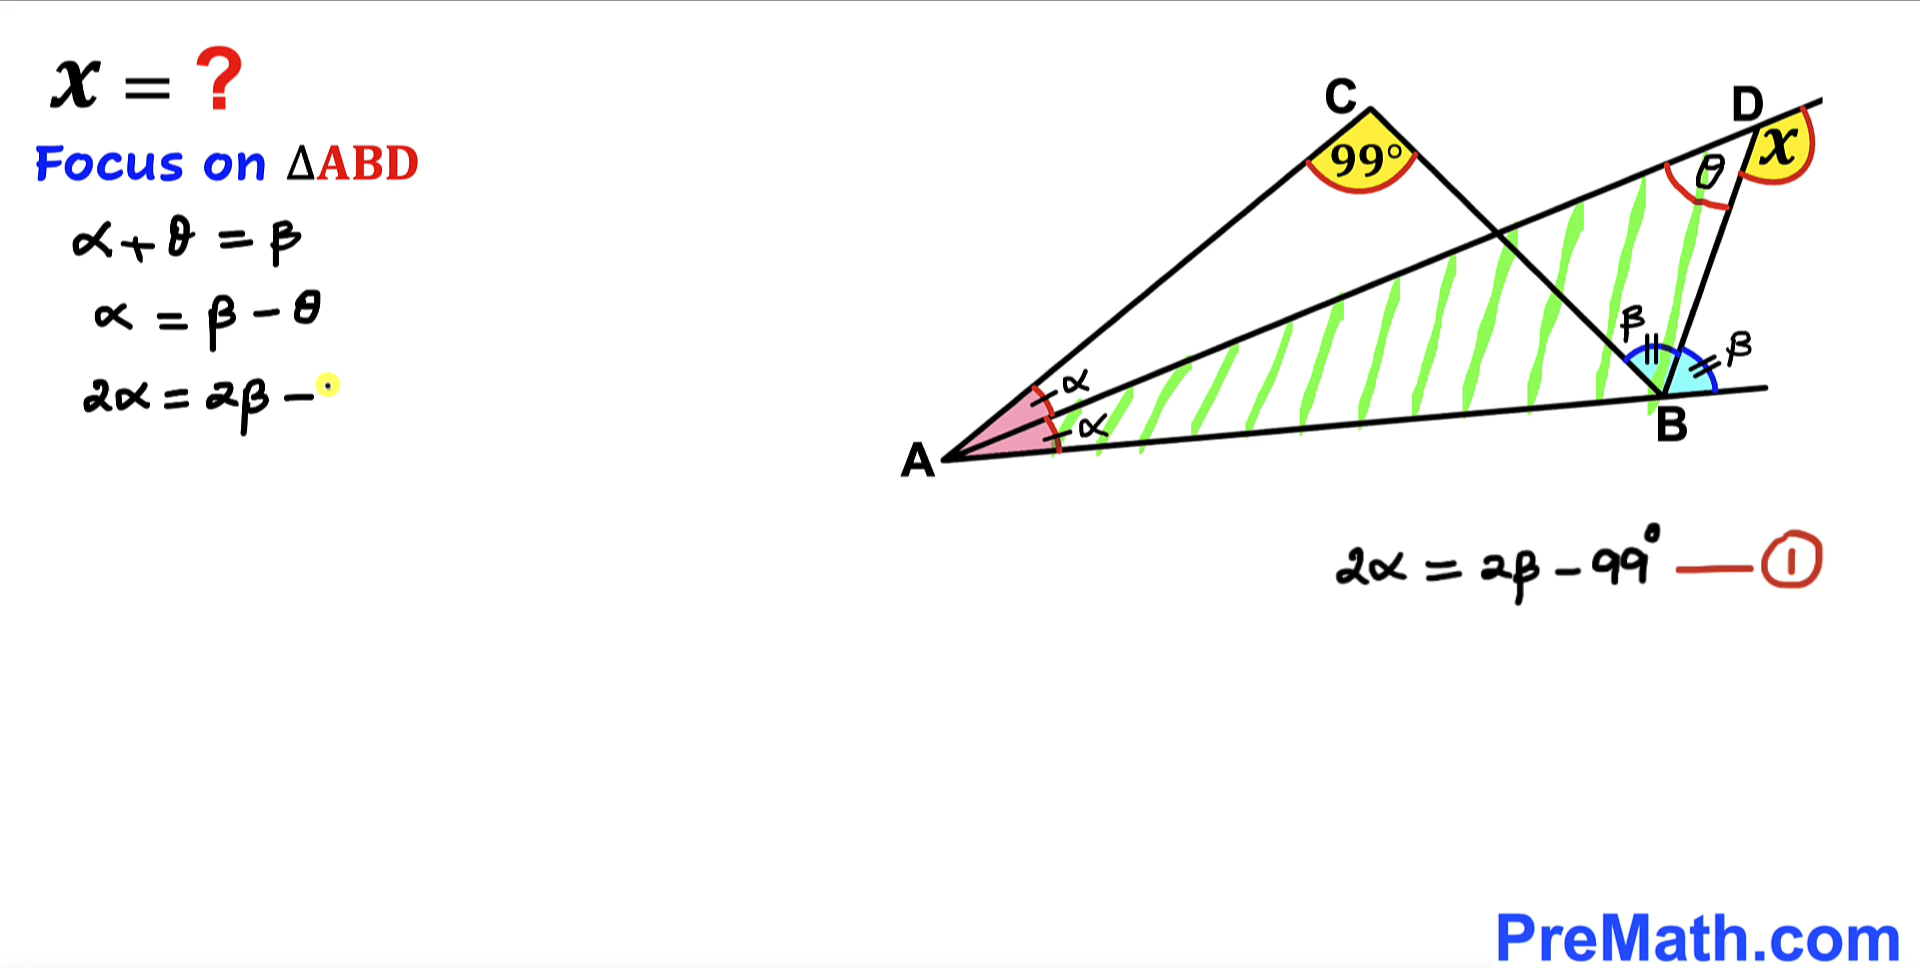 x = ?
Focus on ΔABD
α + θ = β
α = β - θ
2α = 2β -
C
99°
D
x
θ
β
β
α
α
A
B
2α = 2β - 99° — ①
PreMath.com